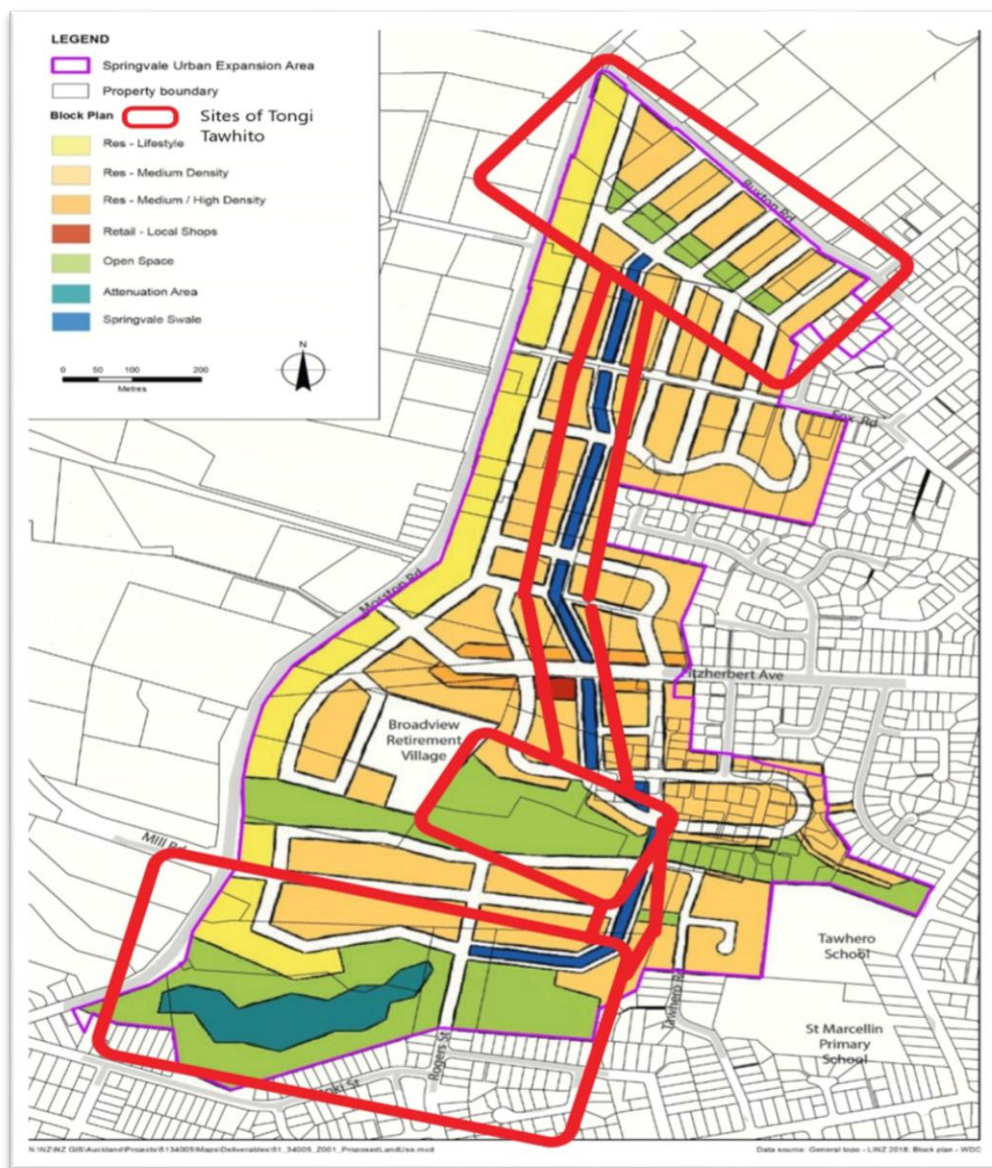 LEGEND
Springvale Urban Expansion Area
Property boundary
Block Plan
Sites of Tongi
Tawhito
Res - Lifestyle
Res - Medium Density
Res - Medium / High Density
Retail - Local Shops
Open Space
Attenuation Area
Springvale Swale
N
0 50 100 200
Metres
Buxton Rd
Fox Rd
Mosston Rd
itzherbert Ave
Broadview
Retirement
Village
Mill Rd
Tawhero
School
Tawhero Rd
St Marcellin
Primary
School
Rogers St
Data source: General topo - LINZ 2018; Block plan - WDC